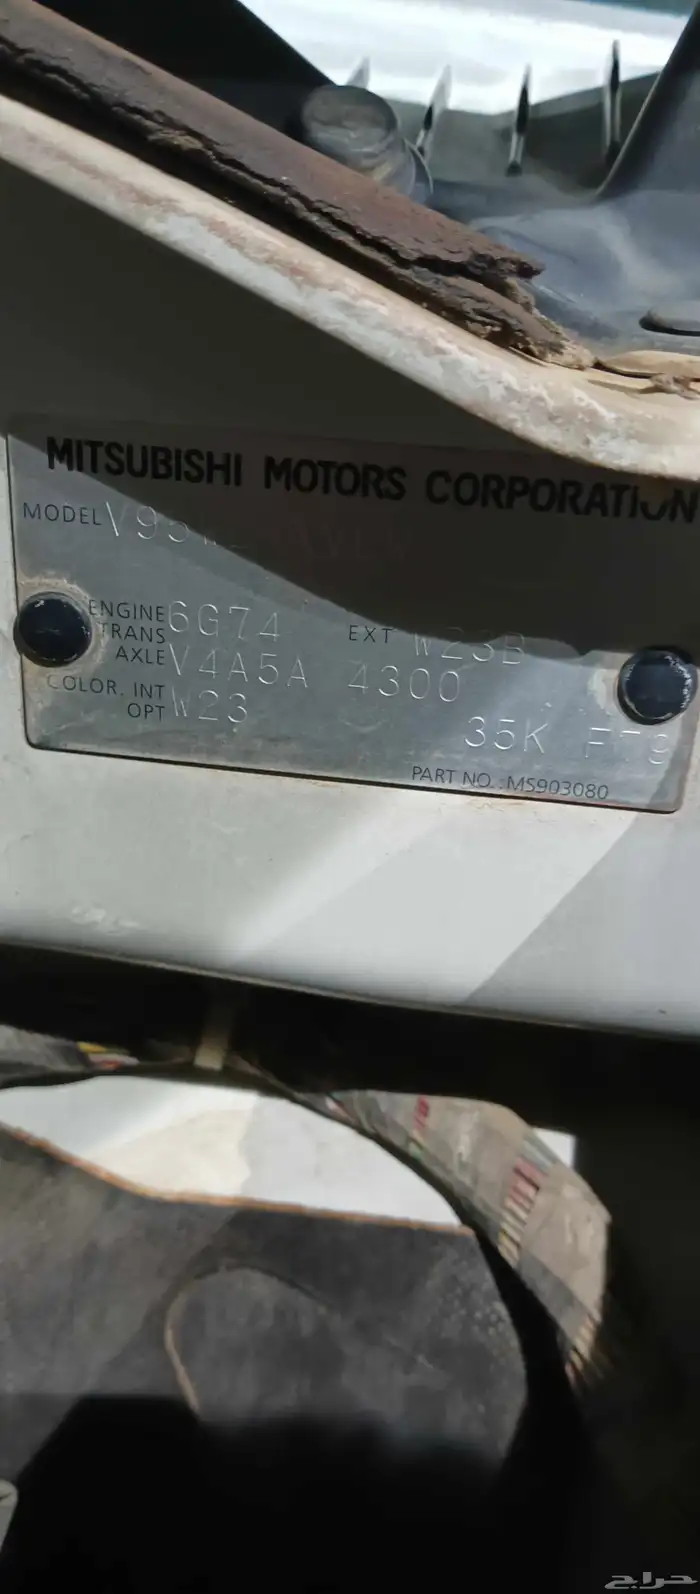 MITSUBISHI MOTORS CORPORATION
MODEL
ENGINE 6G74 EXT W23B
TRANS
AXLE V4A5A 4300
COLOR. INT W23
OPT 35K
PART NO. : MS903080
حراج